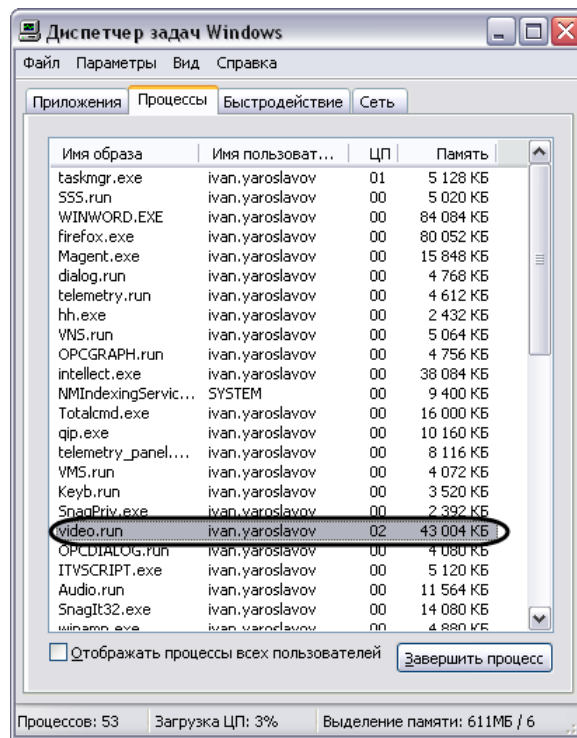 Диспетчер задач Windows
Файл Параметры Вид Справка
Приложения Процессы Быстродействие Сеть
Имя образа Имя пользоват... ЦП Память
taskmgr.exe ivan.yaroslavov 01 5 128 КБ
SSS.run ivan.yaroslavov 00 5 020 КБ
WINWORD.EXE ivan.yaroslavov 00 84 084 КБ
firefox.exe ivan.yaroslavov 00 80 052 КБ
Magent.exe ivan.yaroslavov 00 15 848 КБ
dialog.run ivan.yaroslavov 00 4 768 КБ
telemetry.run ivan.yaroslavov 00 4 612 КБ
hh.exe ivan.yaroslavov 00 2 432 КБ
VNS.run ivan.yaroslavov 00 5 064 КБ
OPCGRAPH.run ivan.yaroslavov 00 4 756 КБ
intellect.exe ivan.yaroslavov 00 38 084 КБ
NMIndexingServic... SYSTEM 00 9 400 КБ
Totalcmd.exe ivan.yaroslavov 00 16 000 КБ
qip.exe ivan.yaroslavov 00 10 160 КБ
telemetry_panel.... ivan.yaroslavov 00 8 116 КБ
VMS.run ivan.yaroslavov 00 4 072 КБ
Keyb.run ivan.yaroslavov 00 3 520 КБ
SnagPriv.exe ivan.yaroslavov 00 2 392 КБ
video.run ivan.yaroslavov 02 43 004 КБ
OPCDIALOG.run ivan.yaroslavov 00 4 080 КБ
ITVSCRIPT.exe ivan.yaroslavov 00 5 120 КБ
Audio.run ivan.yaroslavov 00 11 564 КБ
SnagIt32.exe ivan.yaroslavov 00 14 080 КБ
winamp.exe ivan.yaroslavov 00 4 880 КБ
Отображать процессы всех пользователей Завершить процесс
Процессов: 53 Загрузка ЦП: 3% Выделение памяти: 611МБ / 6